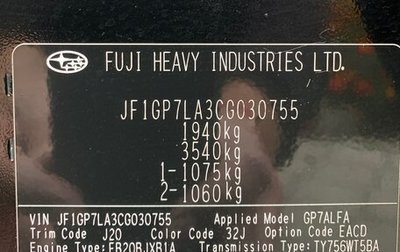 FUJI HEAVY INDUSTRIES LTD.
JF1GP7LA3CG030755
1940kg
3540kg
1-1075kg
2-1060kg
VIN JF1GP7LA3CG030755 Applied Model GP7ALFA
Trim Code J20 Color Code 32J Option Code EACD
Engine Type: FB20BJXB1A Transmission Type: TY756WT5BA